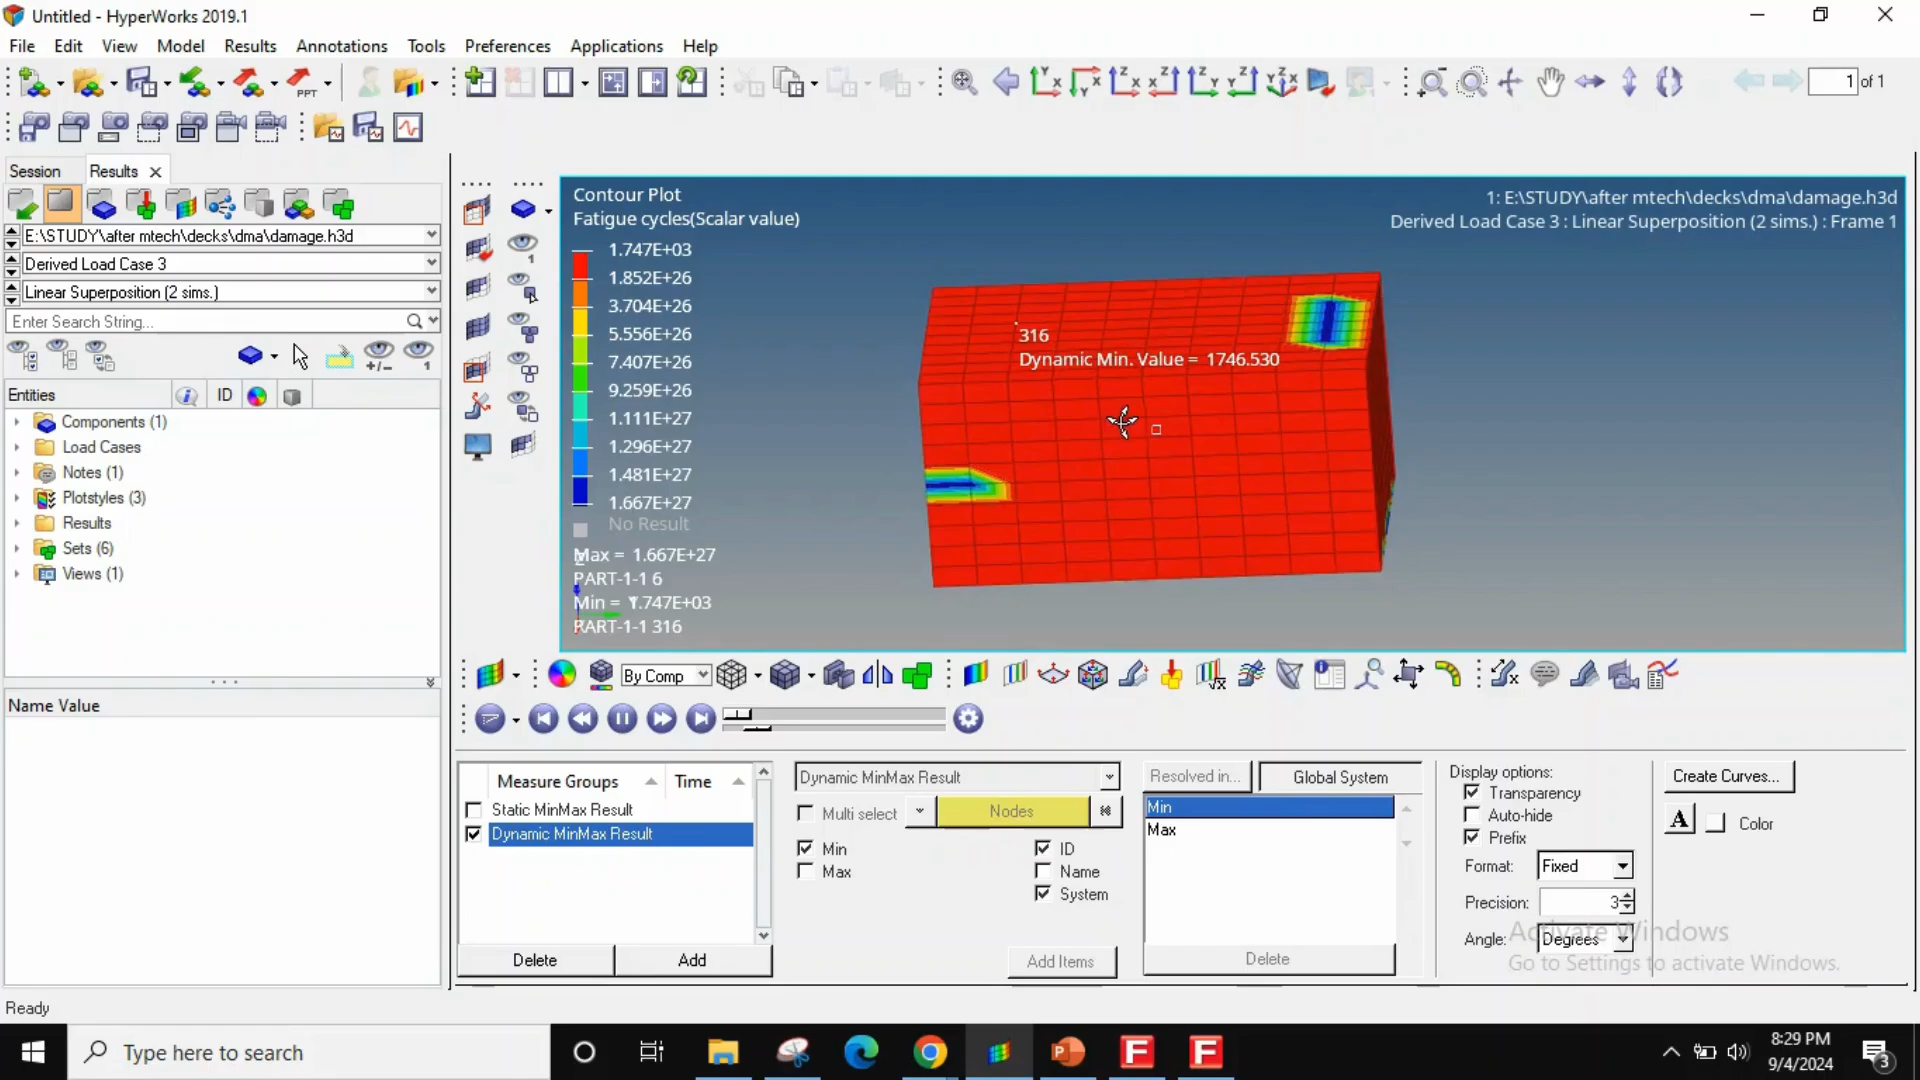 Untitled - HyperWorks 2019.1
File Edit View Model Results Annotations Tools Preferences Applications Help
PPT
1 of 1
Session Results
E:\STUDY\after mtech\decks\dma\damage.h3d
Derived Load Case 3
Linear Superposition (2 sims.)
Enter Search String...
1
Entities ID
Components (1)
Load Cases
Notes (1)
Plotstyles (3)
Results
Sets (6)
Views (1)
Name Value
Contour Plot
Fatigue cycles(Scalar value)
1.747E+03
1.852E+26
3.704E+26
5.556E+26
7.407E+26
9.259E+26
1.111E+27
1.296E+27
1.481E+27
1.667E+27
No Result
Max = 1.667E+27
PART-1-1 6
Min = 1.747E+03
PART-1-1 316
1: E:\STUDY\after mtech\decks\dma\damage.h3d
Derived Load Case 3 : Linear Superposition (2 sims.) : Frame 1
316
Dynamic Min. Value = 1746.530
By Comp
Measure Groups Time
Static MinMax Result
Dynamic MinMax Result
Delete Add
Dynamic MinMax Result
Multi select Nodes
Min ID
Max Name
System
Add Items
Resolved in... Global System
Min
Max
Delete
Display options:
Transparency
Auto-hide
Prefix
Format: Fixed
Precision: 3
Angle: Degrees
Create Curves...
A Color
Activate Windows
Go to Settings to activate Windows.
Ready
Type here to search
8:29 PM
9/4/2024
3